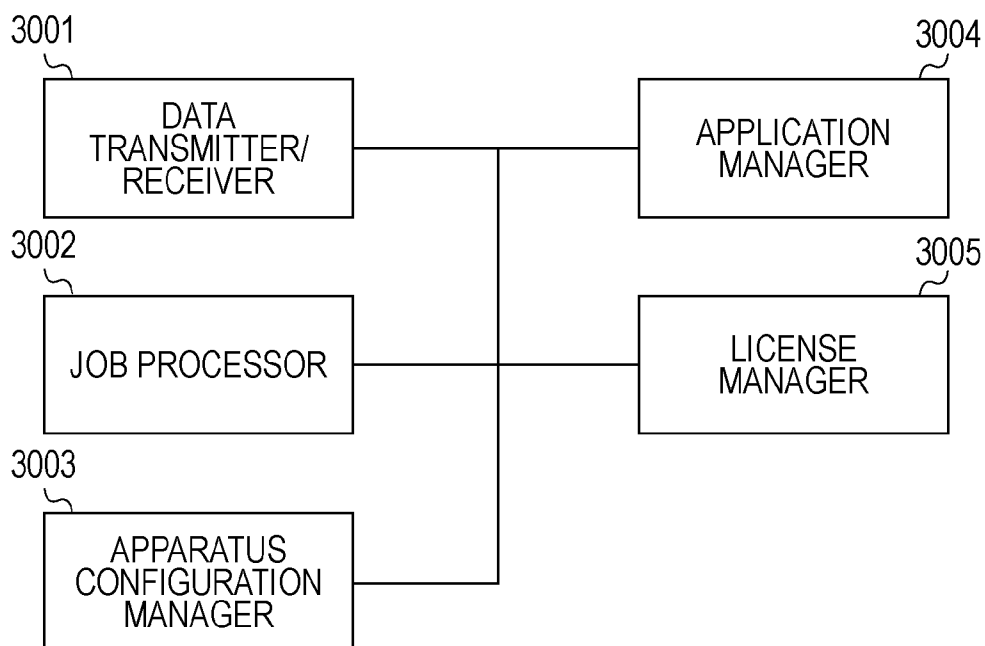 3001
DATA
TRANSMITTER/
RECEIVER
3004
APPLICATION
MANAGER
3002
JOB PROCESSOR
3005
LICENSE
MANAGER
3003
APPARATUS
CONFIGURATION
MANAGER